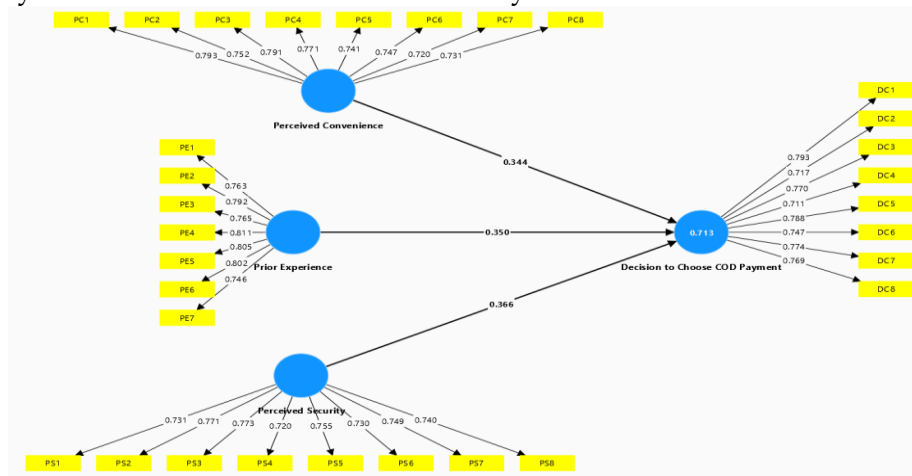 PC1 PC2 PC3 PC4 PC5 PC6 PC7 PC8
0.793 0.752 0.791 0.771 0.741 0.747 0.720 0.731
Perceived Convenience
0.344
PE1
PE2
PE3
PE4
PE5
PE6
PE7
0.763
0.792
0.765
0.811
0.805
0.802
0.746
Prior Experience
0.350
0.713
Decision to Choose COD Payment
DC1
DC2
DC3
DC4
DC5
DC6
DC7
DC8
0.793
0.717
0.770
0.711
0.788
0.747
0.774
0.769
0.366
Perceived Security
0.731 0.771 0.773 0.720 0.755 0.730 0.749 0.740
PS1 PS2 PS3 PS4 PS5 PS6 PS7 PS8